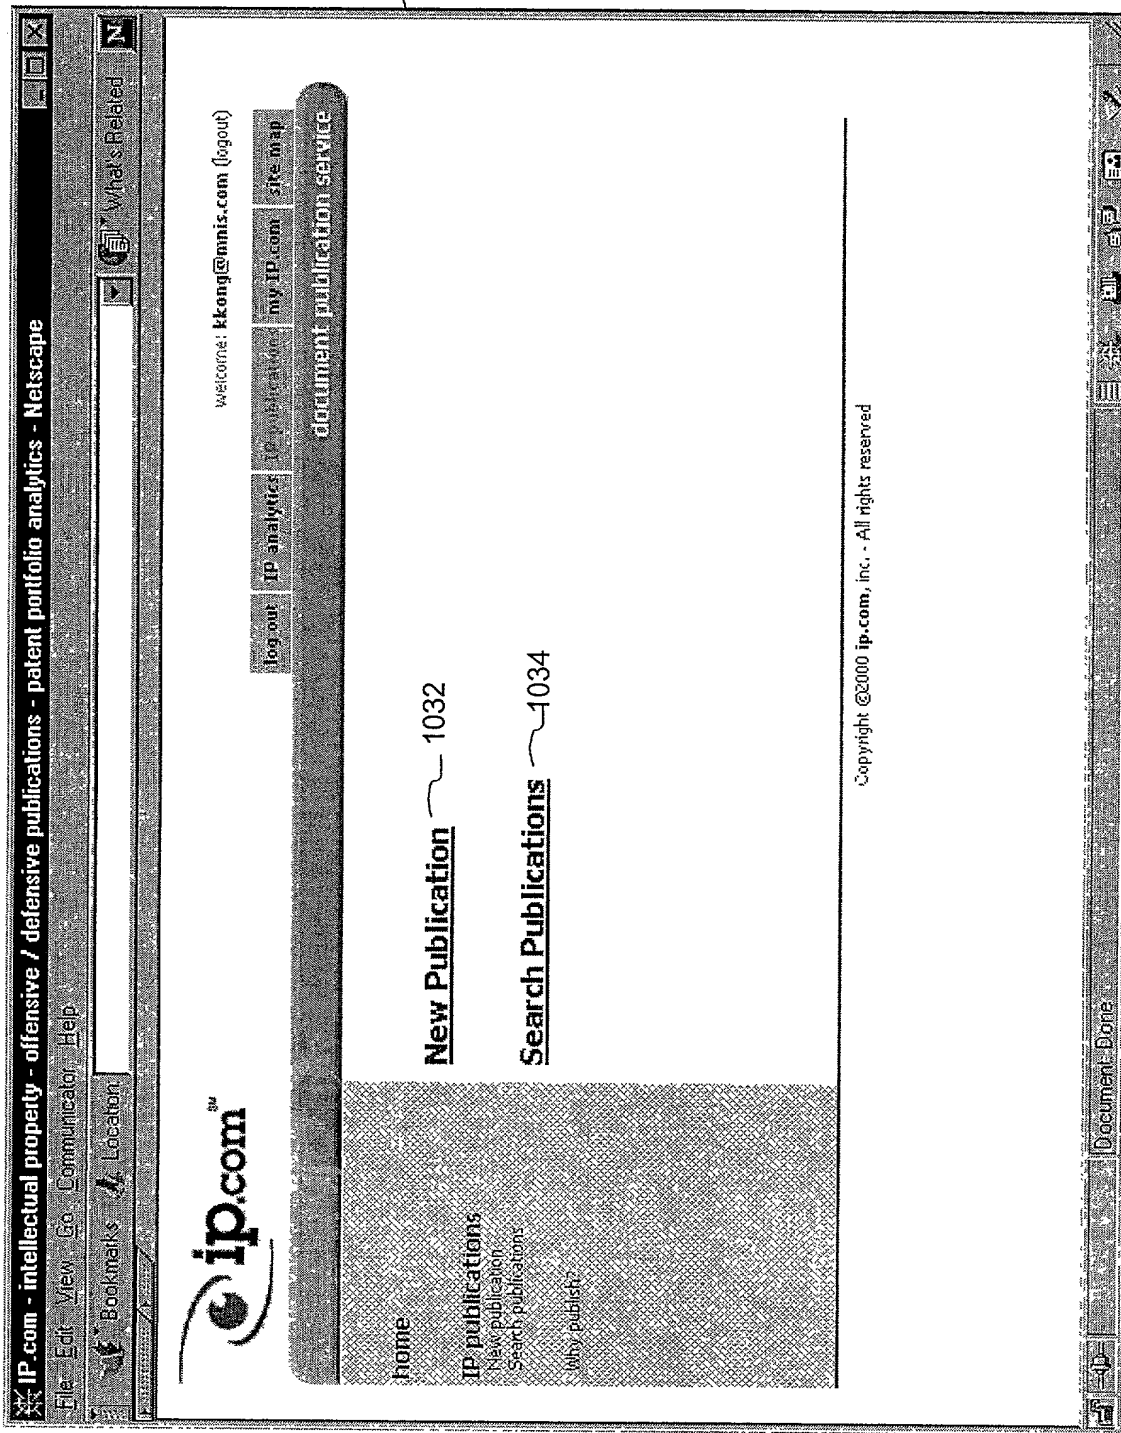 IP.com - intellectual property - offensive / defensive publications - patent portfolio analytics - Netscape
File Edit View Go Communicator Help
Bookmarks Location What's Related N
ip.com SM
welcome: kkong@mnis.com (logout)
log out IP analytics IP publications my IP.com site map
document publication service
home
IP publications
New publication
Search publications
Why publish?
New Publication 1032
Search Publications 1034
Copyright ©2000 ip.com, inc. - All rights reserved
Document: Done